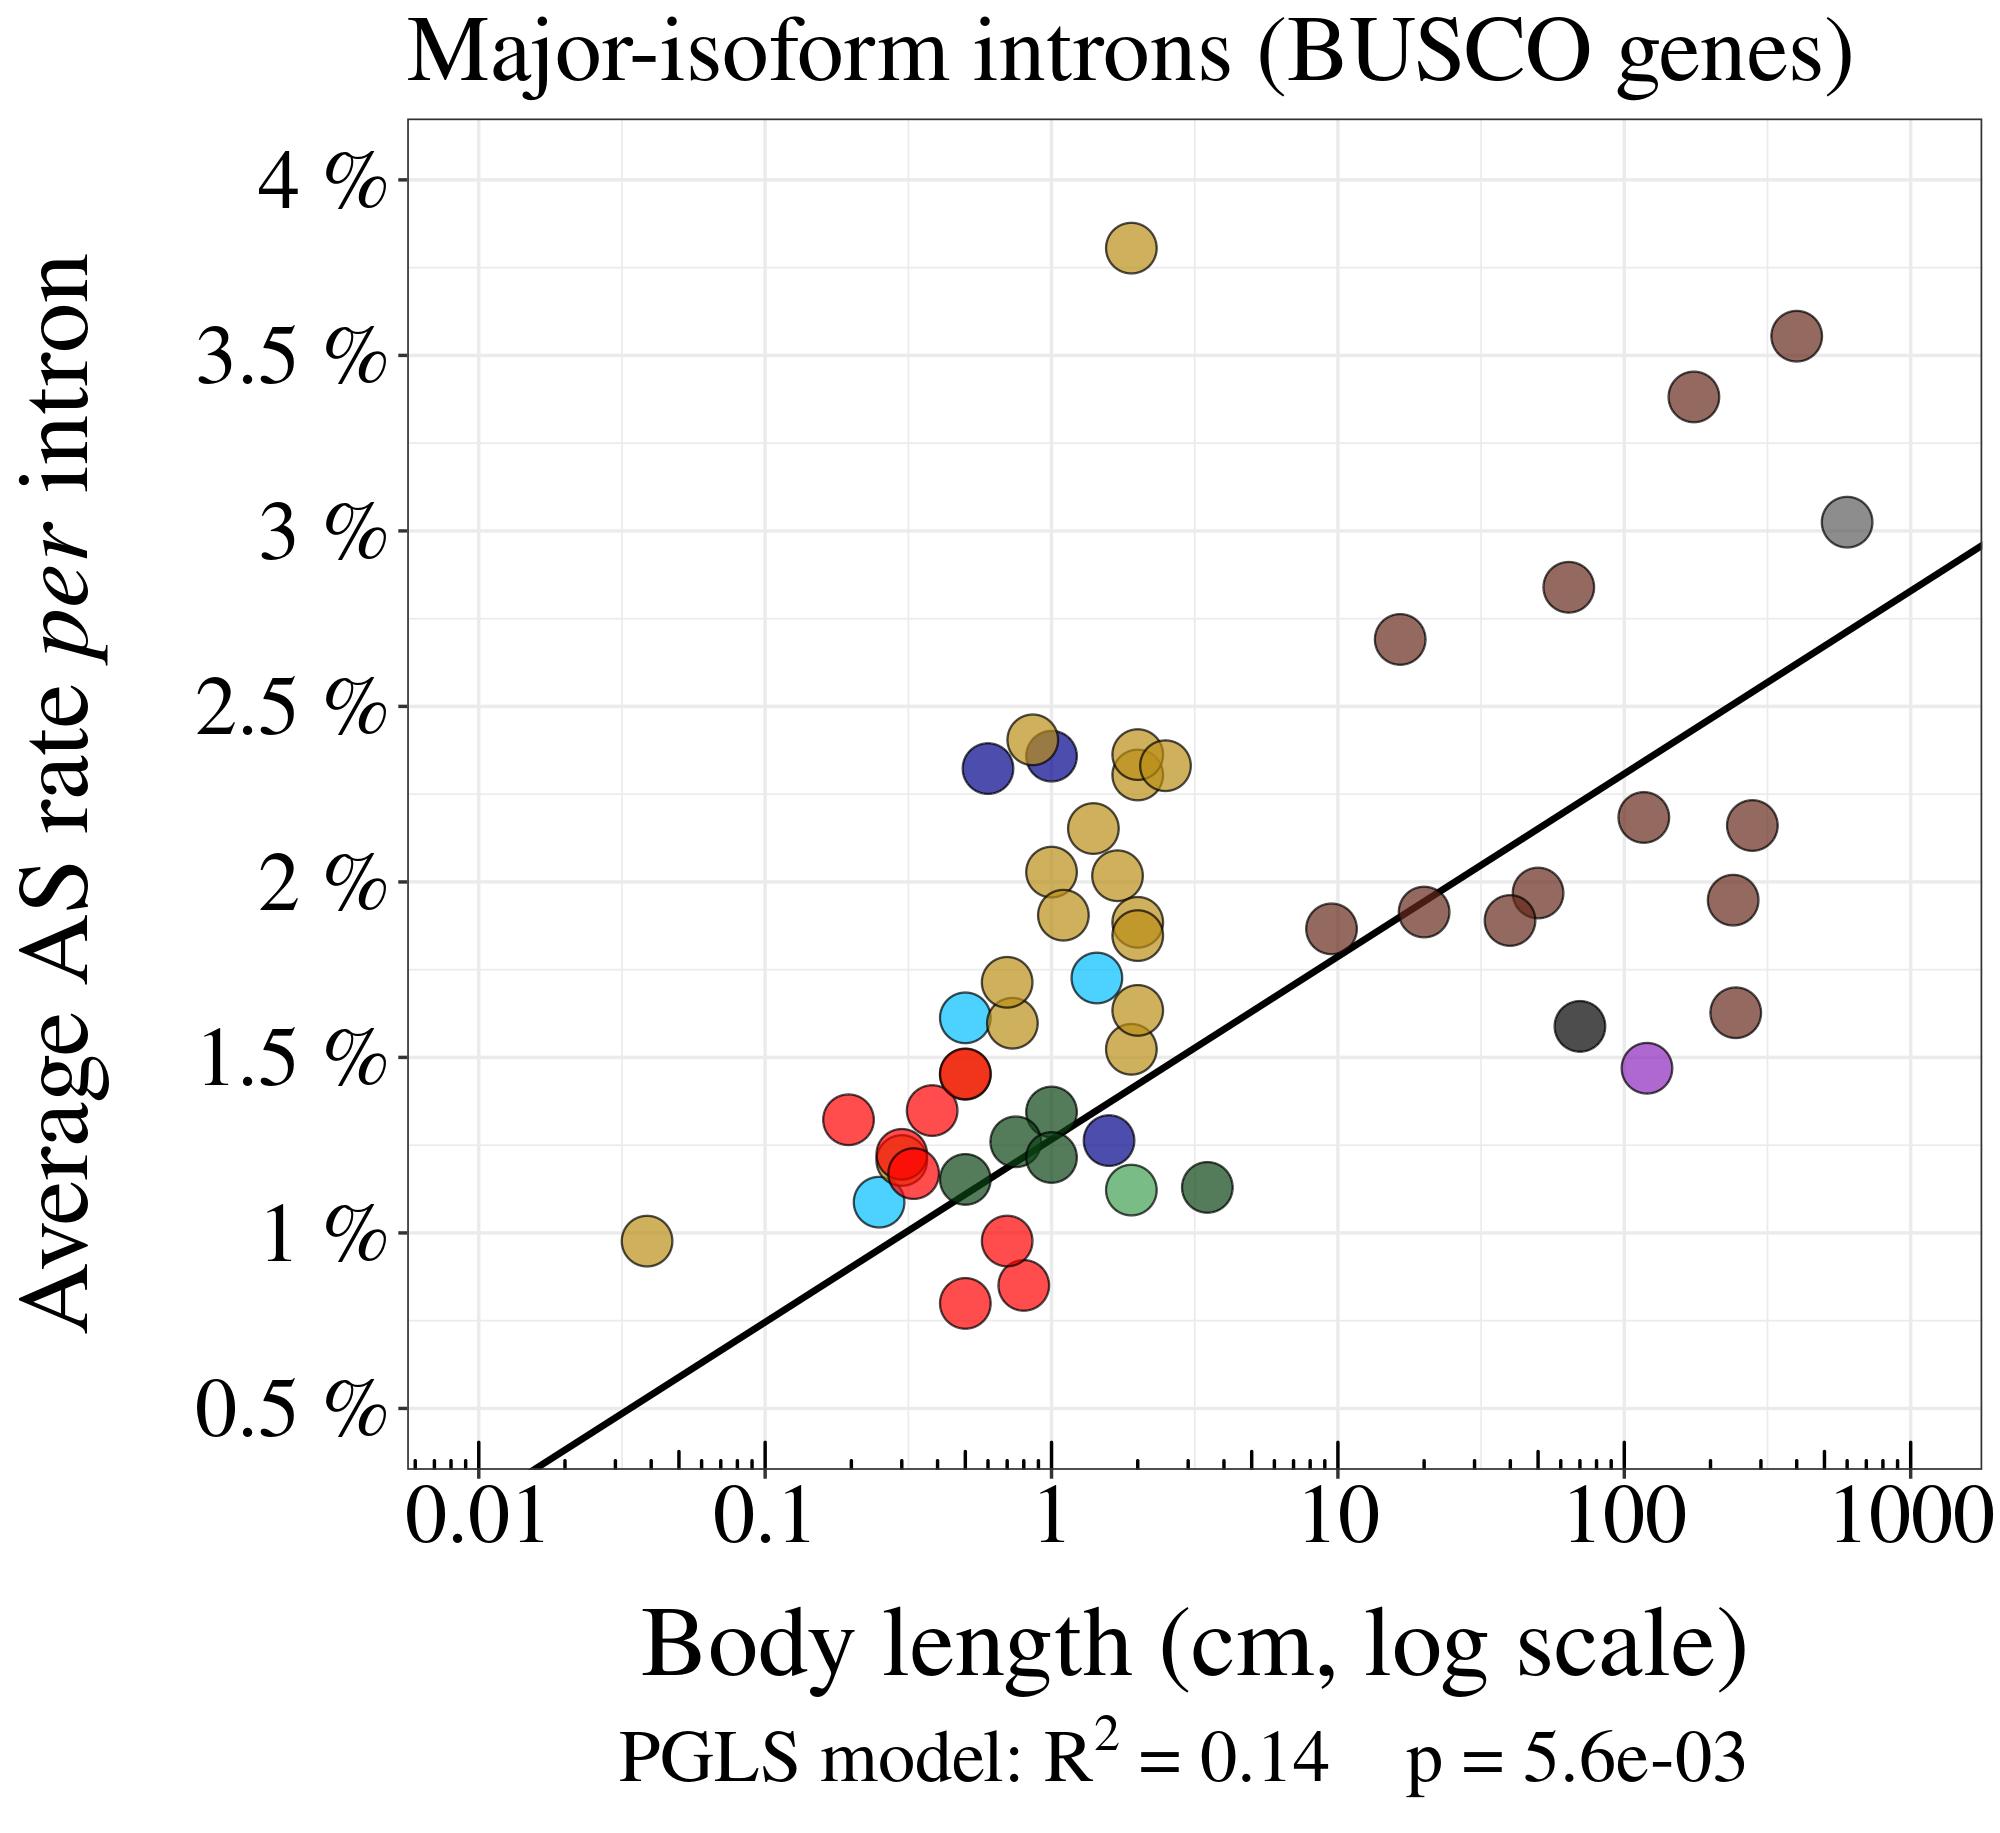 Major-isoform introns (BUSCO genes)
Average AS rate per intron
4 %
3.5 %
3 %
2.5 %
2 %
1.5 %
1 %
0.5 %
0.01 0.1 1 10 100 1000
Body length (cm, log scale)
PGLS model: R² = 0.14 p = 5.6e-03